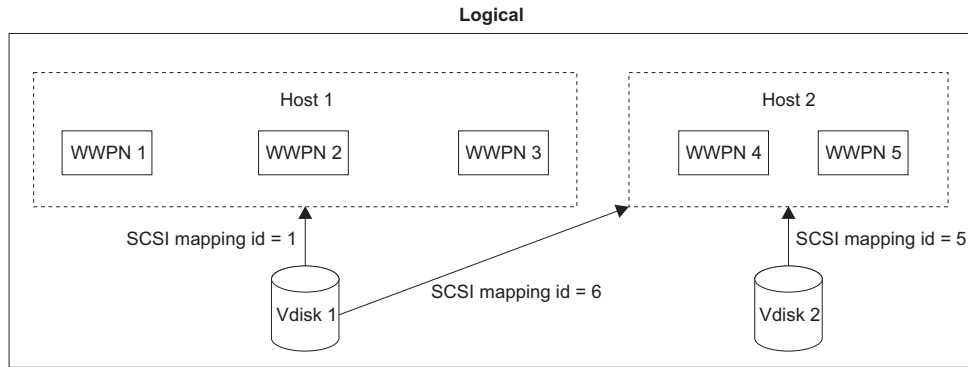 Logical
Host 1
Host 2
WWPN 1
WWPN 2
WWPN 3
WWPN 4
WWPN 5
SCSI mapping id = 1
SCSI mapping id = 5
SCSI mapping id = 6
Vdisk 1
Vdisk 2